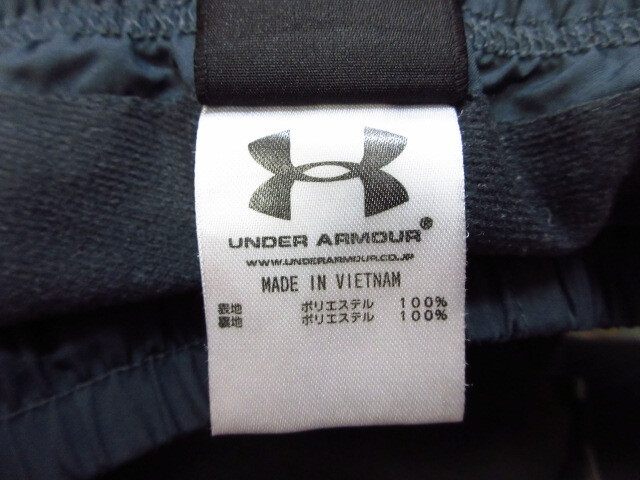 UNDER ARMOUR®
WWW.UNDERARMOUR.CO.JP
MADE IN VIETNAM
表地 ポリエステル 100%
裏地 ポリエステル 100%